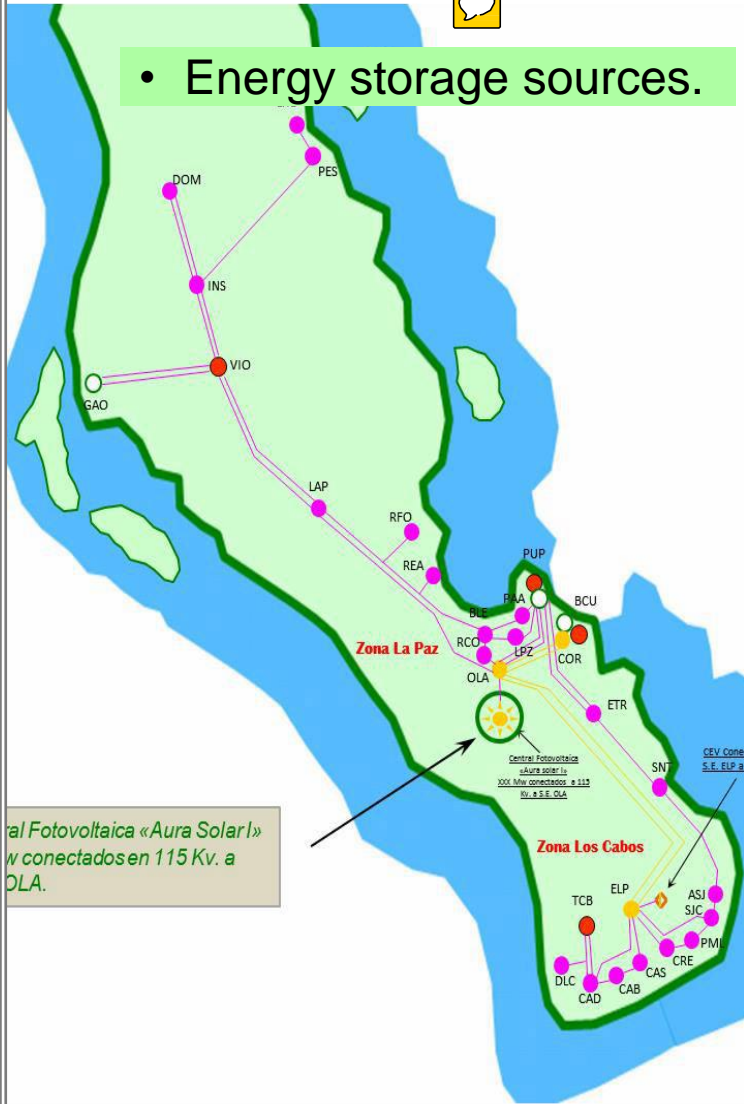 • Energy storage sources.
PES
DOM
INS
VIO
GAO
LAP
RFO
REA
PUP
PAA
BCU
BLE
RCO
LPZ
COR
Zona La Paz
OLA
ETR
Central Fotovoltaica
«Aura solar I»
XXX Mw conectados a 115
Kv. a S.E. OLA
SNT
CEV Cone
S.E. ELP a
ral Fotovoltaica «Aura Solar I»
w conectados en 115 Kv. a
OLA.
Zona Los Cabos
ELP
TCB
ASJ
SJC
PML
CRE
CAS
DLC
CAB
CAD